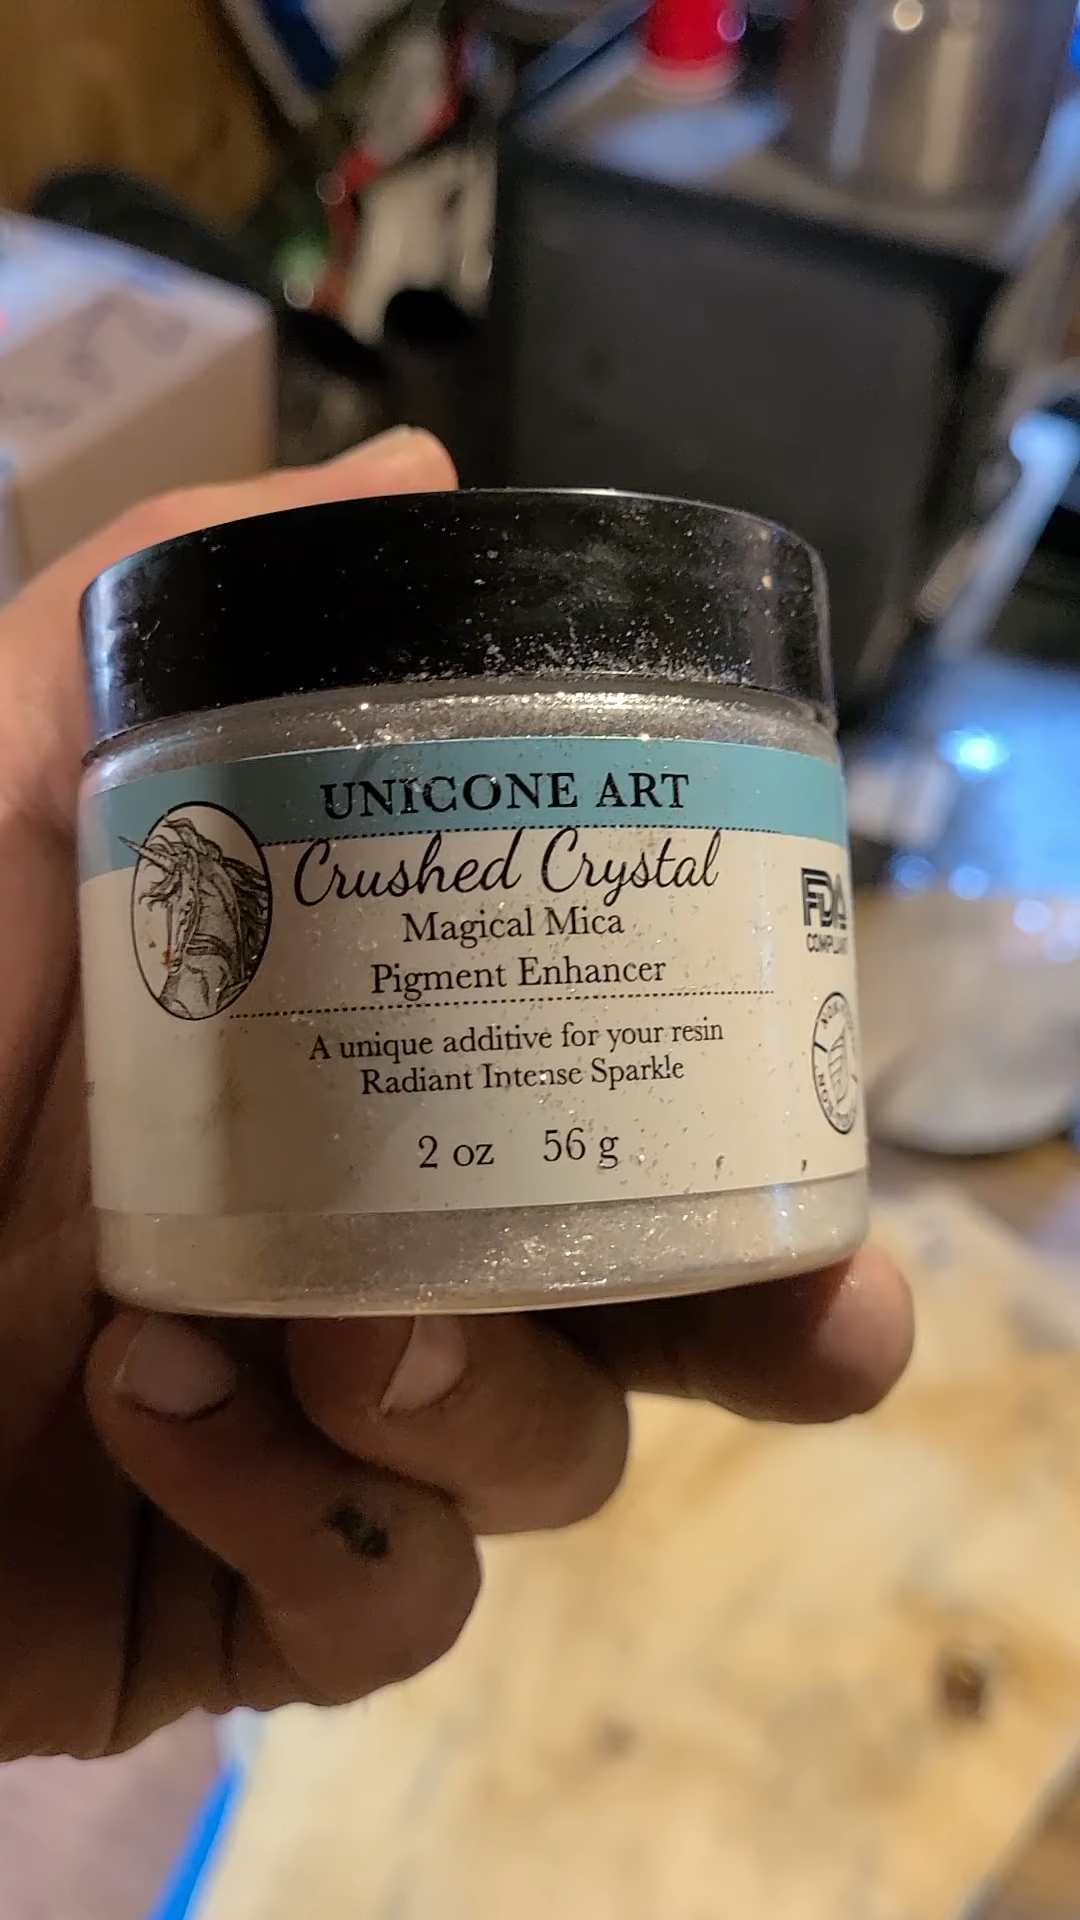 UNICONE ART
Crushed Crystal
Magical Mica
Pigment Enhancer
FDA
COMPLIANT
A unique additive for your resin
Radiant Intense Sparkle
2 oz 56 g